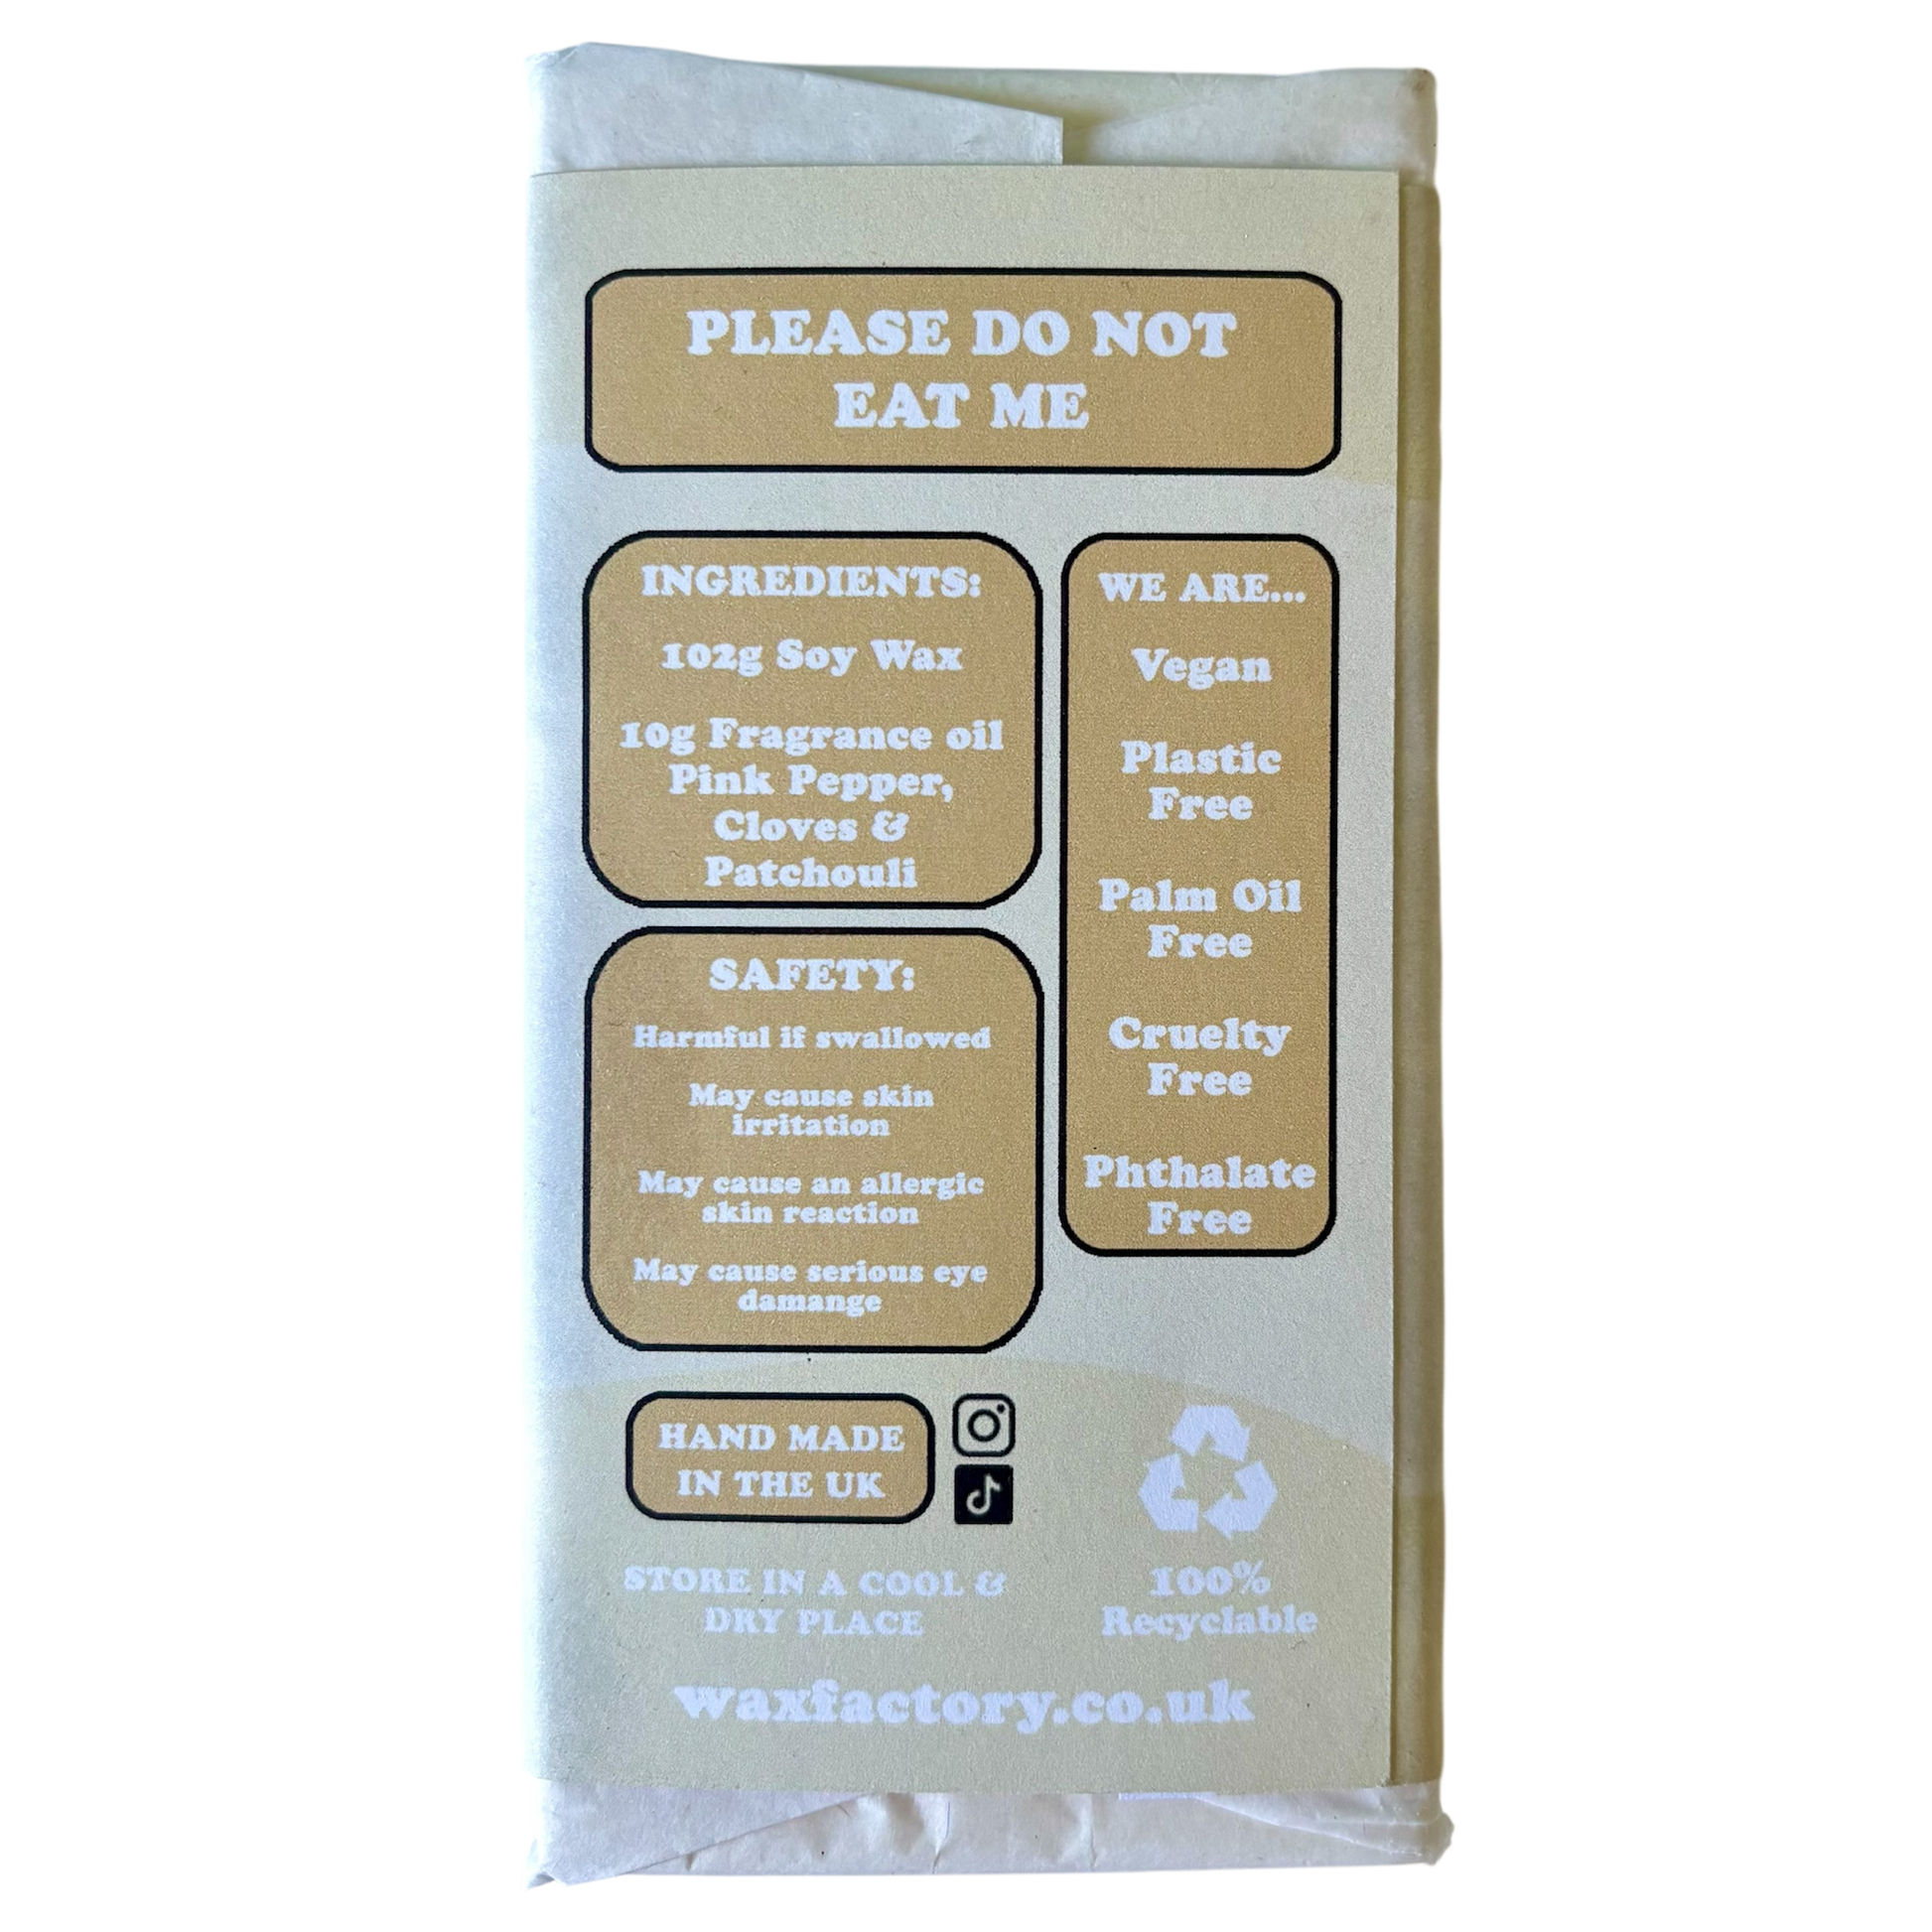 PLEASE DO NOT
EAT ME
INGREDIENTS:
102g Soy Wax
10g Fragrance oil
Pink Pepper,
Cloves &
Patchouli
SAFETY:
Harmful if swallowed
May cause skin
irritation
May cause an allergic
skin reaction
May cause serious eye
damange
WE ARE...
Vegan
Plastic
Free
Palm Oil
Free
Cruelty
Free
Phthalate
Free
HAND MADE
IN THE UK
STORE IN A COOL &
DRY PLACE
100%
Recyclable
waxfactory.co.uk